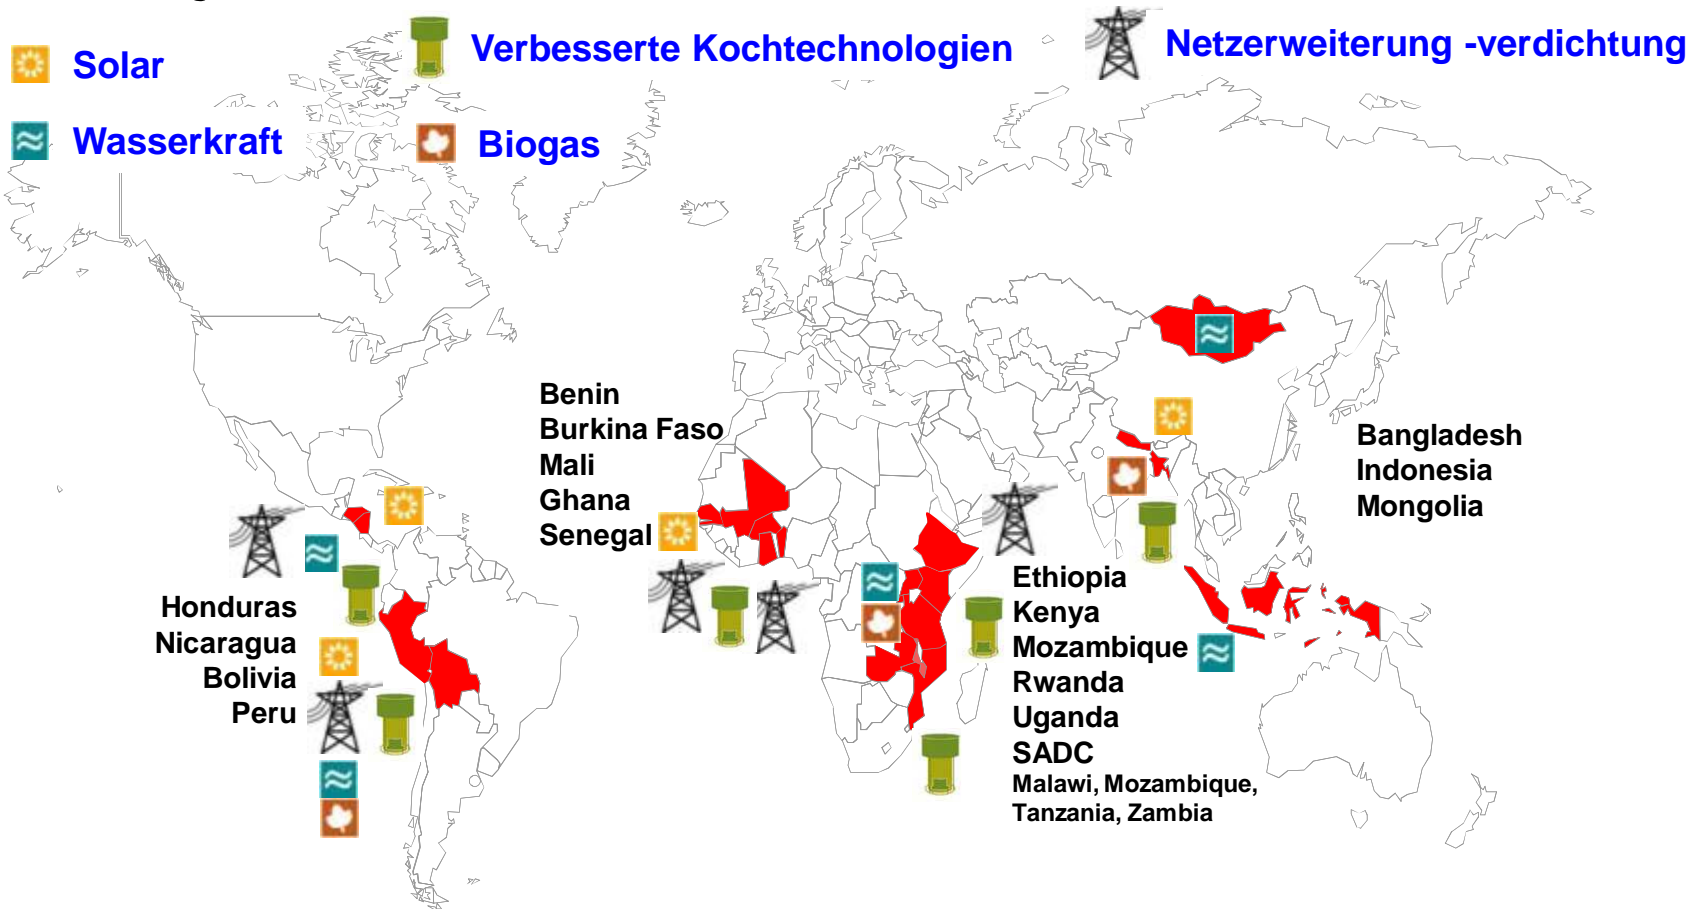 Solar
Verbesserte Kochtechnologien
Netzerweiterung -verdichtung
Wasserkraft
Biogas
Benin
Burkina Faso
Mali
Ghana
Senegal
Bangladesh
Indonesia
Mongolia
Honduras
Nicaragua
Bolivia
Peru
Ethiopia
Kenya
Mozambique
Rwanda
Uganda
SADC
Malawi, Mozambique,
Tanzania, Zambia